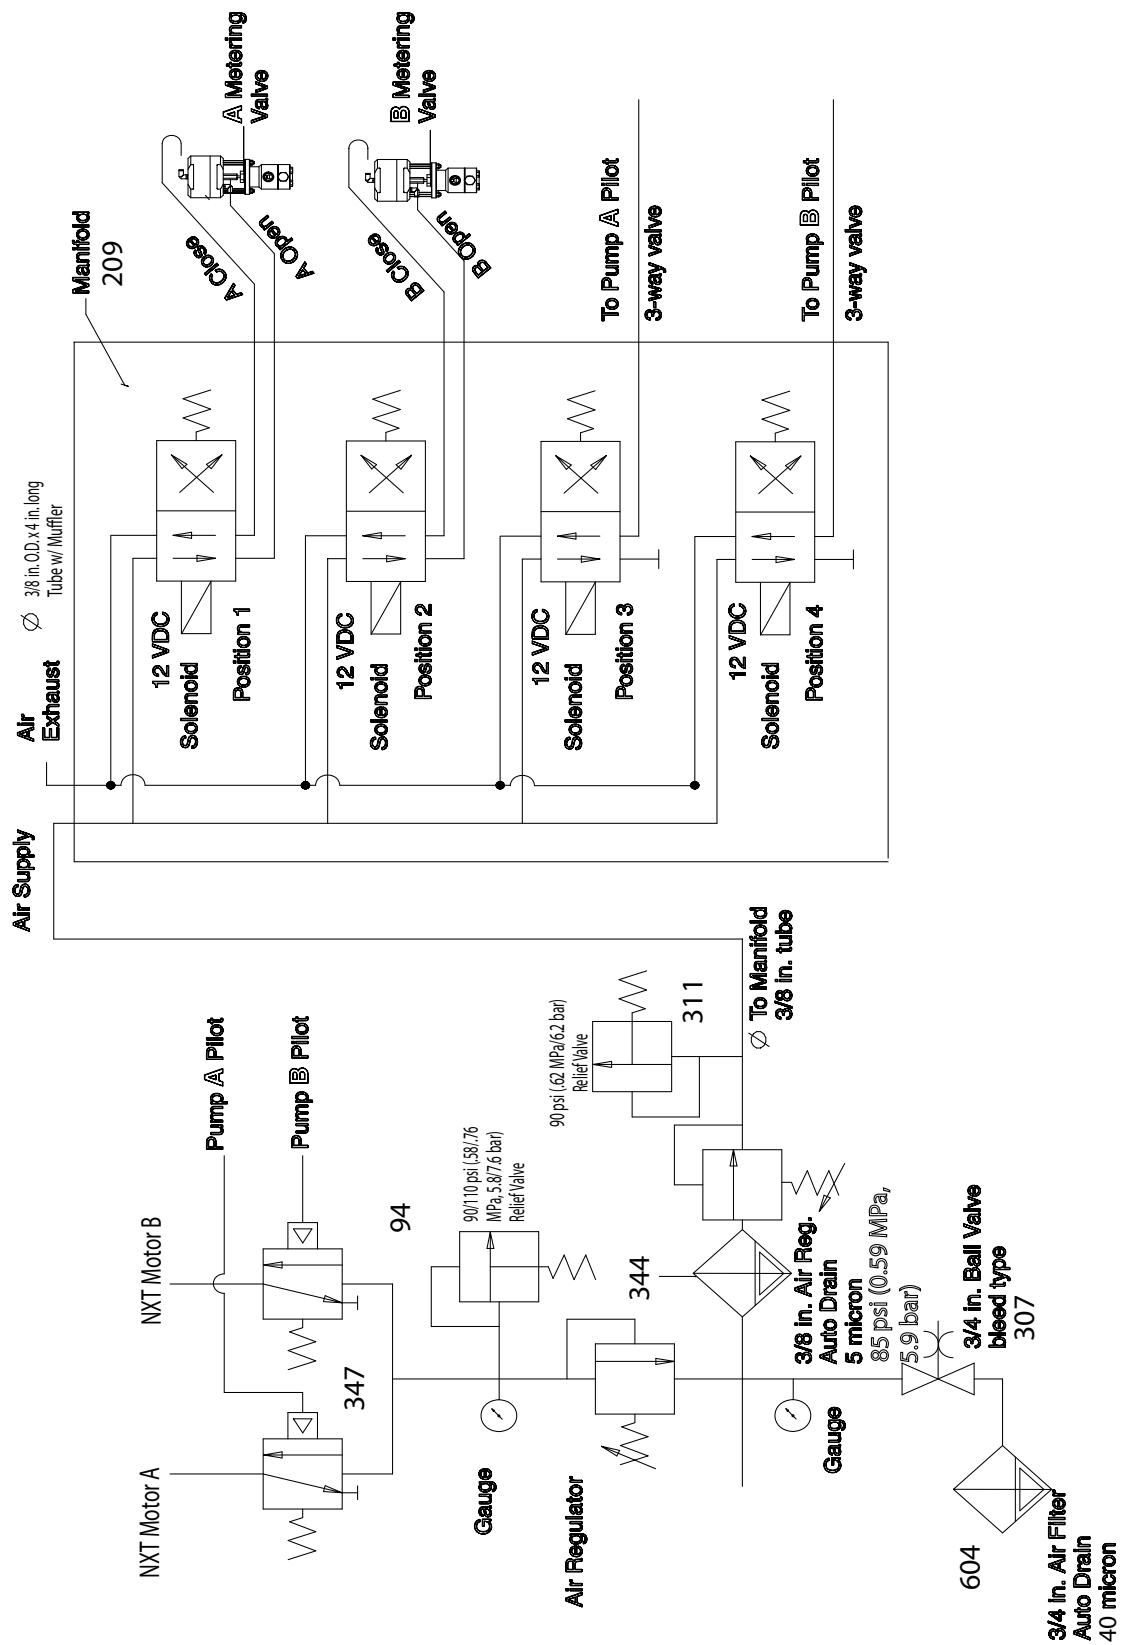 NXT Motor A
NXT Motor B
347
94
Pump A Pilot
Pump B Pilot
Gauge
90/110 psi (.58/.76
MPa, 5.8/7.6 bar)
Relief Valve
Air Regulator
344
90 psi (.62 MPa/6.2 bar)
Relief Valve
311
Ø To Manifold
3/8 in. tube
3/8 in. Air Reg.
Auto Drain
5 micron
85 psi (0.59 MPa,
5.9 bar)
Gauge
3/4 in. Ball Valve
bleed type
307
604
3/4 in. Air Filter
Auto Drain
40 micron
Air Supply
Air
Exhaust
Ø 3/8 in. O.D. x 4 in. long
Tube w/ Muffler
Manifold
209
12 VDC
Solenoid
Position 1
12 VDC
Solenoid
Position 2
12 VDC
Solenoid
Position 3
12 VDC
Solenoid
Position 4
A Close
A Open
A Metering
Valve
B Close
B Open
B Metering
Valve
To Pump A Pilot
3-way valve
To Pump B Pilot
3-way valve